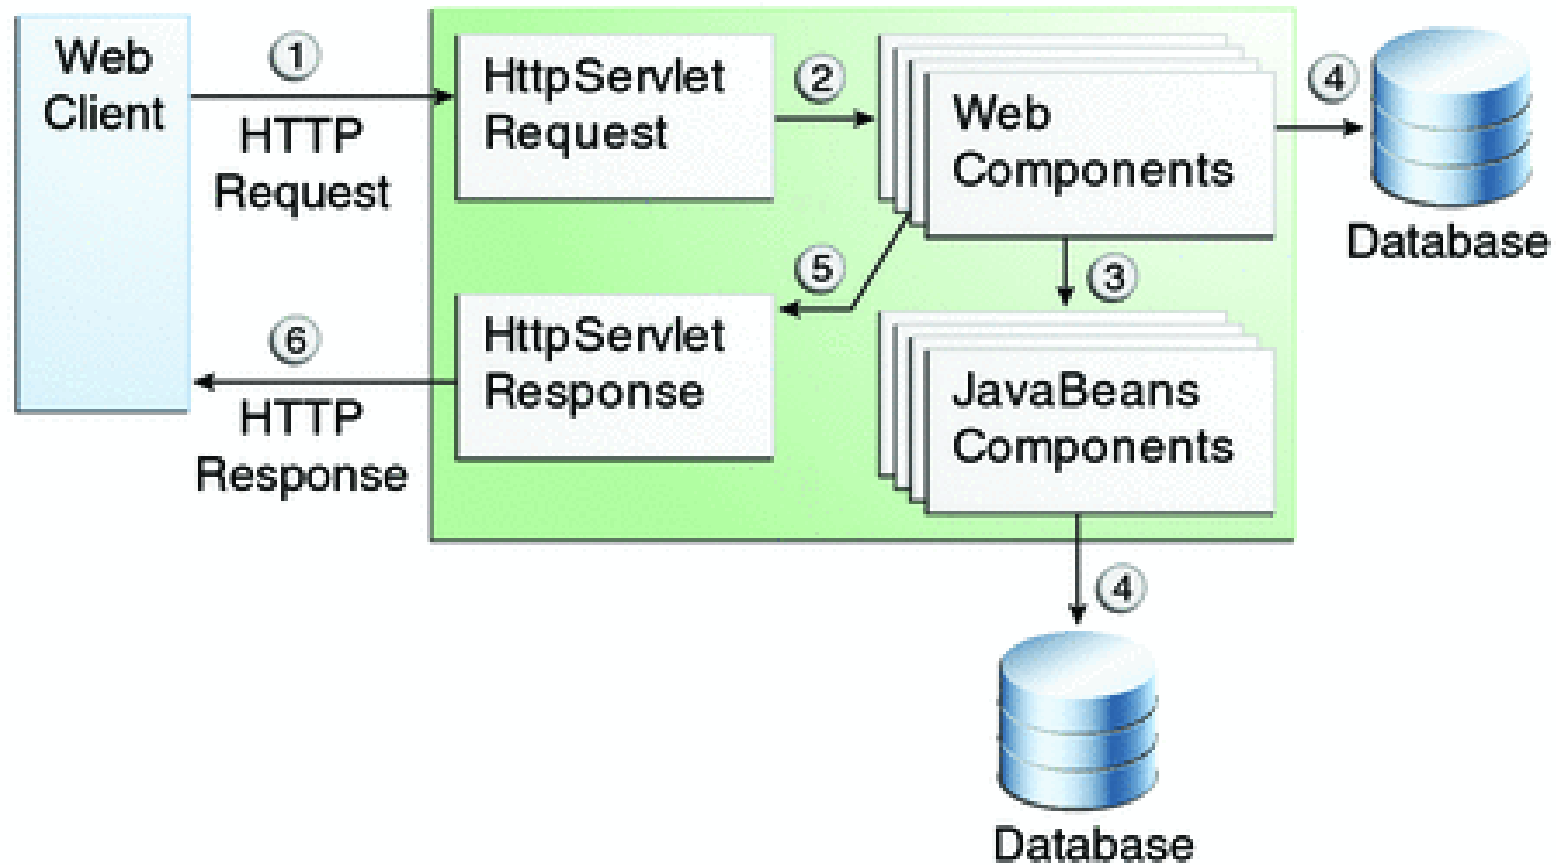 Web
Client
1
HTTP
Request
HttpServlet
Request
2
Web
Components
4
Database
3
5
HttpServlet
Response
6
HTTP
Response
JavaBeans
Components
4
Database